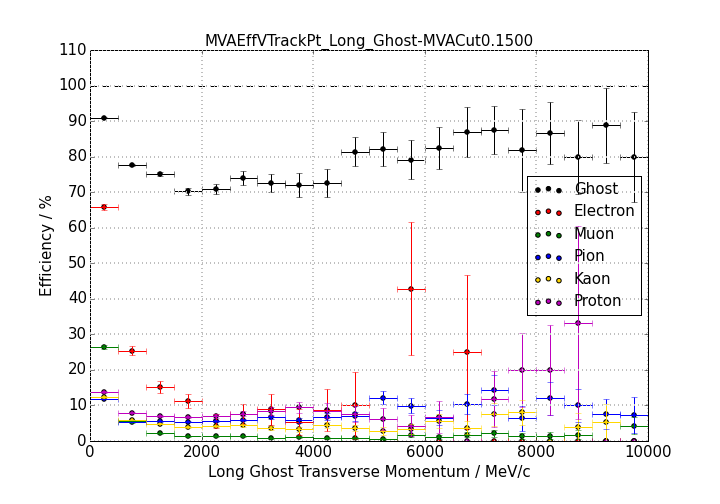 MVAEffVTrackPt_Long_Ghost-MVACut0.1500
110
100
90
80
70
60
50
40
30
20
10
0
Efficiency / %
Ghost
Electron
Muon
Pion
Kaon
Proton
0 2000 4000 6000 8000 10000
Long Ghost Transverse Momentum / MeV/c